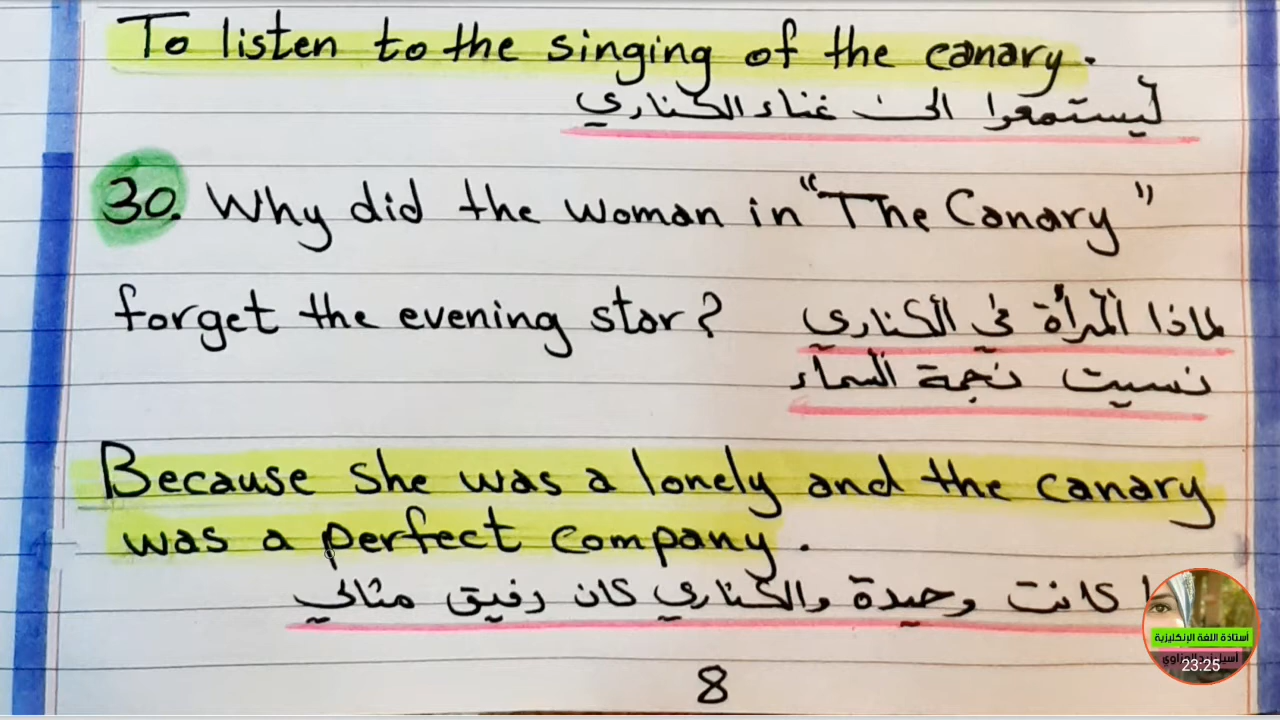 To listen to the singing of the canary.
ليستمعوا الى غناء الكناري
30. Why did the woman in "The Canary"
forget the evening star?
لماذا المرأة في الكناري
نسيت نجمة السماء
Because she was a lonely and the canary
was a perfect company.
كانت وحيدة والكناري كان رفيق مثالي
أستاذة اللغة الإنكليزية
23:25
8